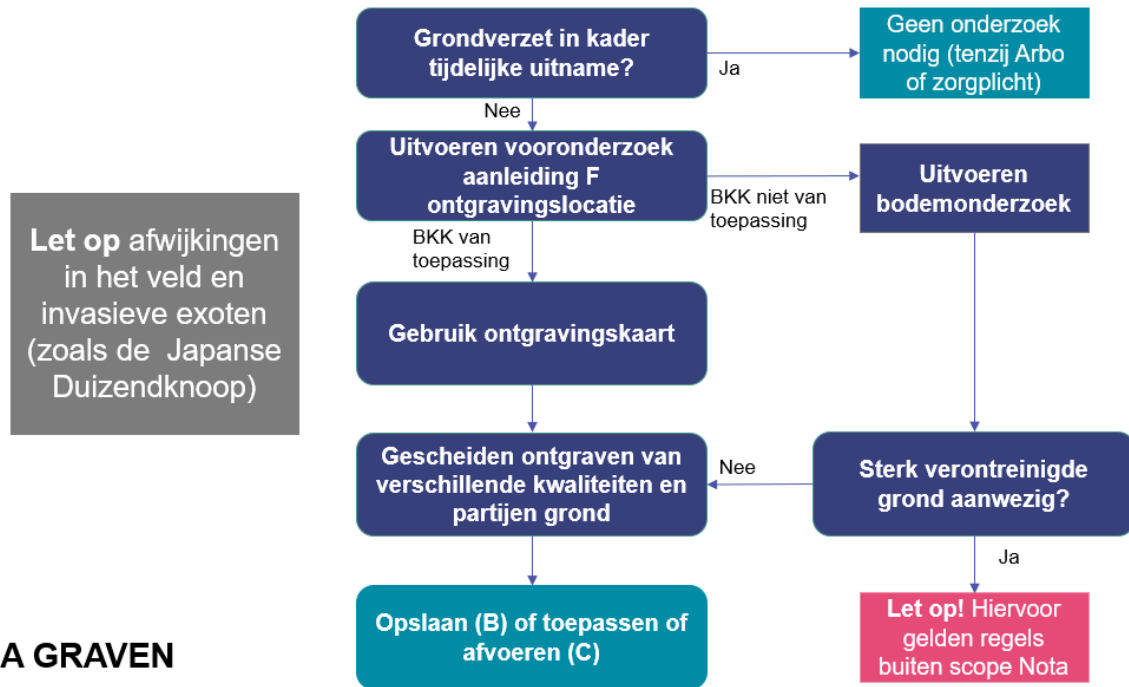 Grondverzet in kader
tijdelijke uitname?
Ja
Geen onderzoek
nodig (tenzij Arbo
of zorgplicht)
Nee
Uitvoeren vooronderzoek
aanleiding F
ontgravingslocatie
BKK niet van
toepassing
Uitvoeren
bodemonderzoek
BKK van
toepassing
Let op afwijkingen
in het veld en
invasieve exoten
(zoals de Japanse
Duizendknoop)
Gebruik ontgravingskaart
Gescheiden ontgraven van
verschillende kwaliteiten en
partijen grond
Nee
Sterk verontreinigde
grond aanwezig?
Ja
Opslaan (B) of toepassen of
afvoeren (C)
Let op! Hiervoor
gelden regels
buiten scope Nota
A GRAVEN